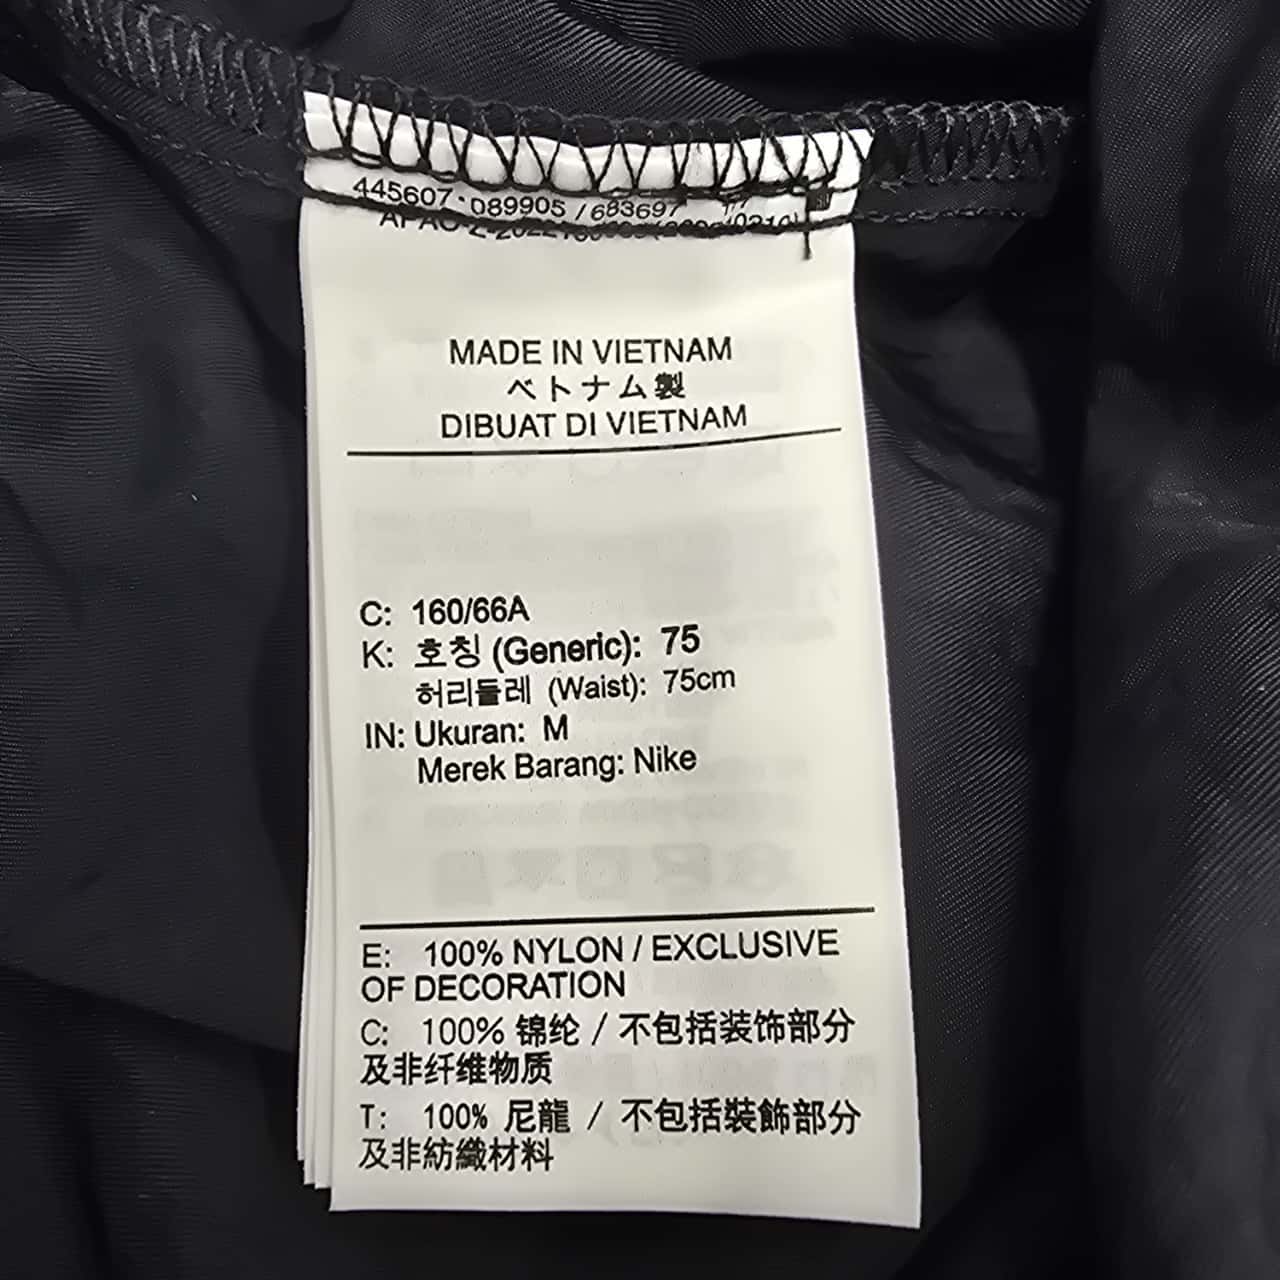 445607・089905 / 683697 1/7
MADE IN VIETNAM
ベトナム製
DIBUAT DI VIETNAM
C: 160/66A
K: 호칭 (Generic): 75
허리둘레 (Waist): 75cm
IN: Ukuran: M
Merek Barang: Nike
E: 100% NYLON / EXCLUSIVE
OF DECORATION
C: 100% 锦纶 / 不包括装饰部分
及非纤维物质
T: 100% 尼龍 / 不包括裝飾部分
及非紡織材料